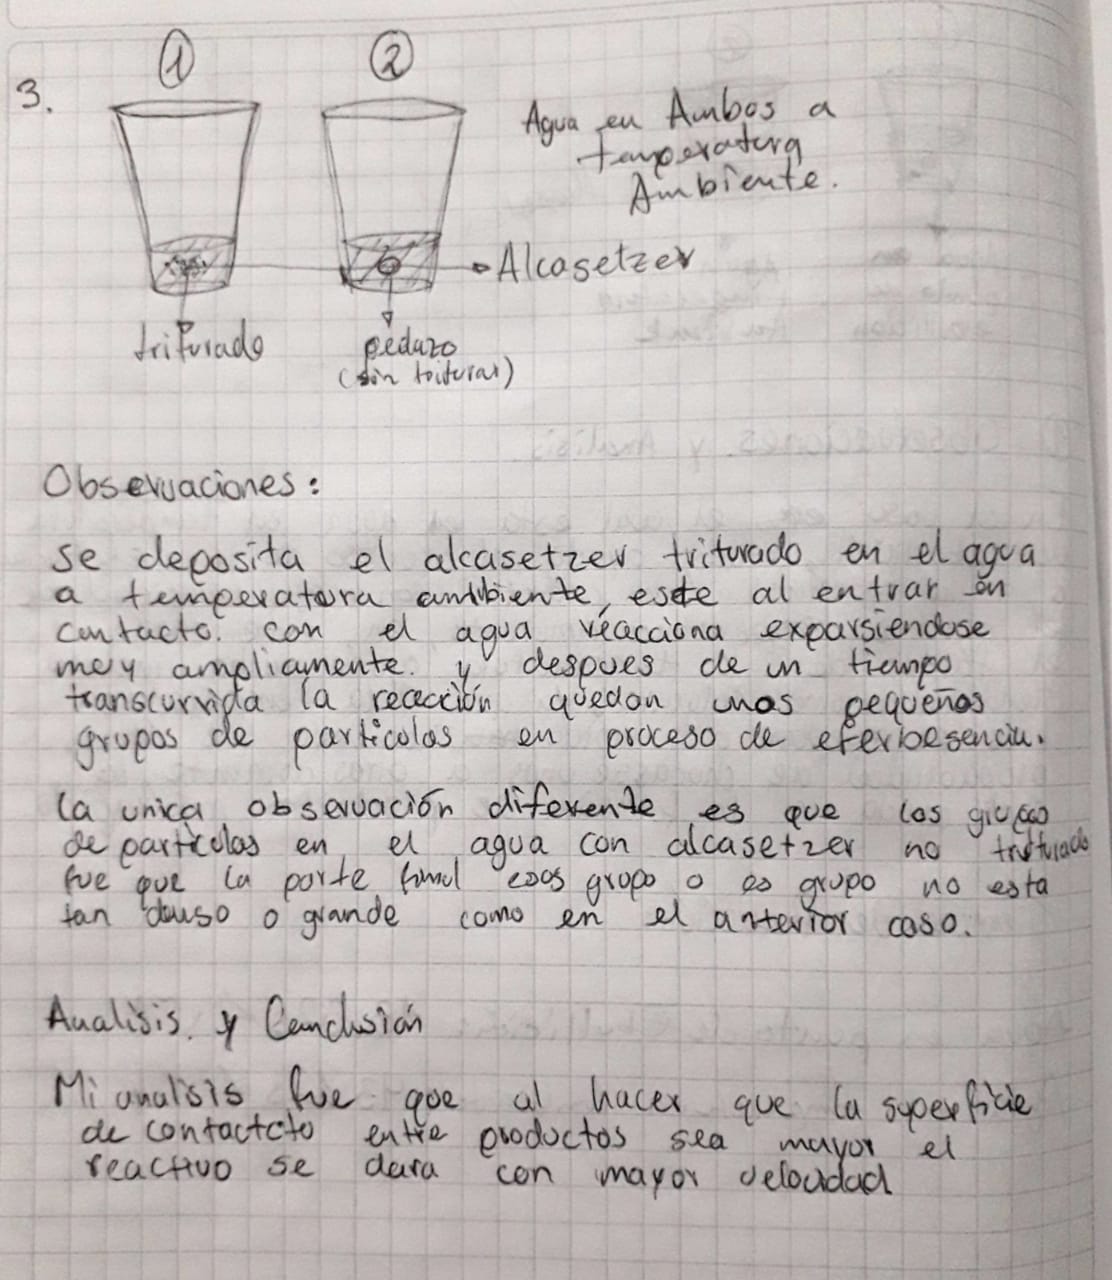 3.
1
2
Agua en Ambos a
temperatura
Ambiente.
Alcasetzer
triturado
pedazo
(sin triturar)
Observaciones:
se deposita el alcasetzer triturado en el agua
a temperatura ambiente, este al entrar en
contacto. con el agua reacciona exparsiendose
muy ampliamente. y despues de un tiempo
transcurrida la reacción quedan unos pequeños
grupos de particulas en proceso de eferbesencia.
la unica observación diferente es que los grupos
de particulas en el agua con alcasetzer no triturado
fue que la parte final esos grupo o es grupo no esta
tan denso o grande como en el anterior caso.
Analisis. y Conclusión
Mi analisis fue que al hacer que la superficie
de contactcto entre productos sea mayor el
reactivo se dara con mayor velocidad